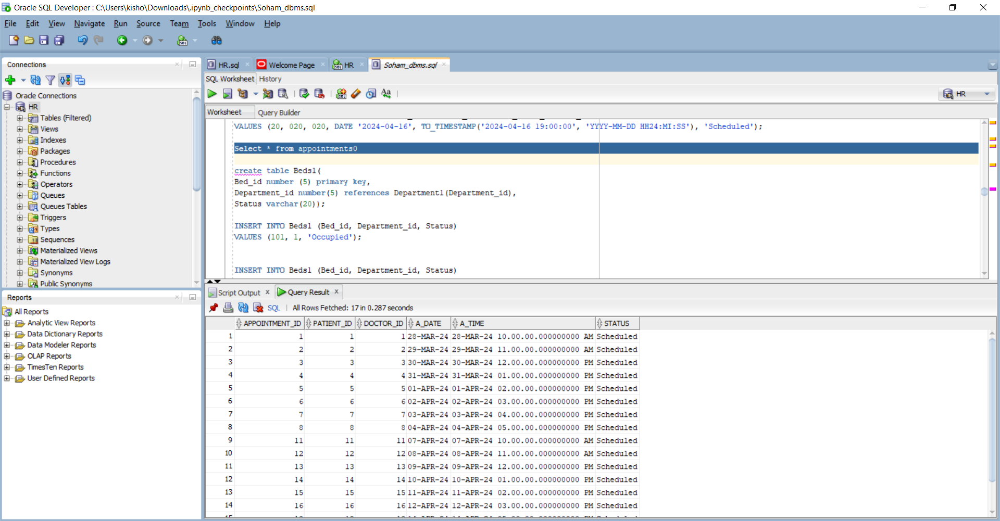 Oracle SQL Developer : C:\Users\kisho\Downloads\.ipynb_checkpoints\Soham_dbms.sql
File Edit View Navigate Run Source Team Tools Window Help
Connections
Oracle Connections
HR
Tables (Filtered)
Views
Indexes
Packages
Procedures
Functions
Operators
Queues
Queues Tables
Triggers
Types
Sequences
Materialized Views
Materialized View Logs
Synonyms
Public Synonyms
Reports
All Reports
Analytic View Reports
Data Dictionary Reports
Data Modeler Reports
OLAP Reports
TimesTen Reports
User Defined Reports
HR.sql Welcome Page HR Soham_dbms.sql
SQL Worksheet History
HR
Worksheet Query Builder
VALUES (20, 020, 020, DATE '2024-04-16', TO_TIMESTAMP('2024-04-16 19:00:00', 'YYYY-MM-DD HH24:MI:SS'), 'Scheduled');
Select * from appointments0
create table Beds1(
Bed_id number (5) primary key,
Department_id number(5) references Department1(Department_id),
Status varchar(20));
INSERT INTO Beds1 (Bed_id, Department_id, Status)
VALUES (101, 1, 'Occupied');
INSERT INTO Beds1 (Bed_id, Department_id, Status)
Script Output x Query Result x
SQL | All Rows Fetched: 17 in 0.287 seconds
APPOINTMENT_ID PATIENT_ID DOCTOR_ID A_DATE A_TIME STATUS
1 1 1 1 28-MAR-24 28-MAR-24 10.00.00.000000000 AM Scheduled
2 2 2 2 29-MAR-24 29-MAR-24 11.00.00.000000000 AM Scheduled
3 3 3 3 30-MAR-24 30-MAR-24 12.00.00.000000000 PM Scheduled
4 4 4 4 31-MAR-24 31-MAR-24 01.00.00.000000000 PM Scheduled
5 5 5 5 01-APR-24 01-APR-24 02.00.00.000000000 PM Scheduled
6 6 6 6 02-APR-24 02-APR-24 03.00.00.000000000 PM Scheduled
7 7 7 7 03-APR-24 03-APR-24 04.00.00.000000000 PM Scheduled
8 8 8 8 04-APR-24 04-APR-24 05.00.00.000000000 PM Scheduled
9 11 11 11 07-APR-24 07-APR-24 10.00.00.000000000 AM Scheduled
10 12 12 12 08-APR-24 08-APR-24 11.00.00.000000000 AM Scheduled
11 13 13 13 09-APR-24 09-APR-24 12.00.00.000000000 PM Scheduled
12 14 14 14 10-APR-24 10-APR-24 01.00.00.000000000 PM Scheduled
13 15 15 15 11-APR-24 11-APR-24 02.00.00.000000000 PM Scheduled
14 16 16 16 12-APR-24 12-APR-24 03.00.00.000000000 PM Scheduled